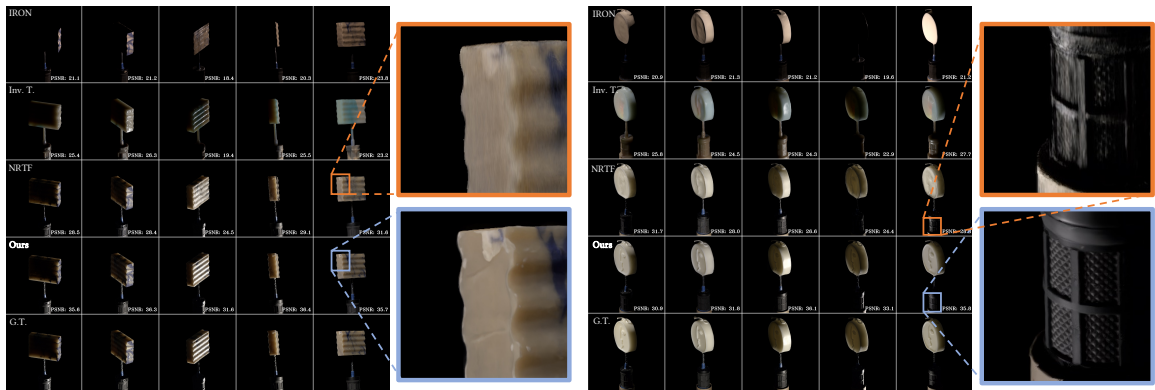 IRON
PSNR: 21.1 PSNR: 21.2 PSNR: 18.4 PSNR: 20.3 PSNR: 23.8
Inv. T.
PSNR: 25.4 PSNR: 26.3 PSNR: 19.4 PSNR: 25.5 PSNR: 23.2
NRTF
PSNR: 28.5 PSNR: 28.4 PSNR: 24.5 PSNR: 29.1 PSNR: 31.6
Ours
PSNR: 35.6 PSNR: 36.3 PSNR: 31.6 PSNR: 36.4 PSNR: 35.7
G.T.
IRON
PSNR: 20.9 PSNR: 21.3 PSNR: 21.2 PSNR: 19.6 PSNR: 21.2
Inv. T.
PSNR: 25.8 PSNR: 24.5 PSNR: 24.3 PSNR: 22.9 PSNR: 27.7
NRTF
PSNR: 31.7 PSNR: 28.0 PSNR: 26.6 PSNR: 24.4
Ours
PSNR: 30.9 PSNR: 31.8 PSNR: 36.1 PSNR: 33.1 PSNR: 35.8
G.T.